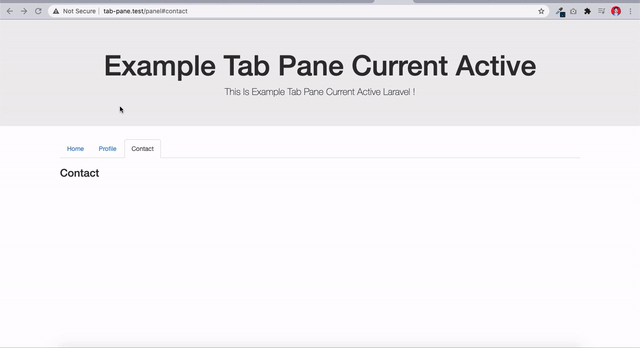 Not Secure | tab-pane.test/panel#contact
Example Tab Pane Current Active
This Is Example Tab Pane Current Active Laravel !
Home Profile Contact
Contact